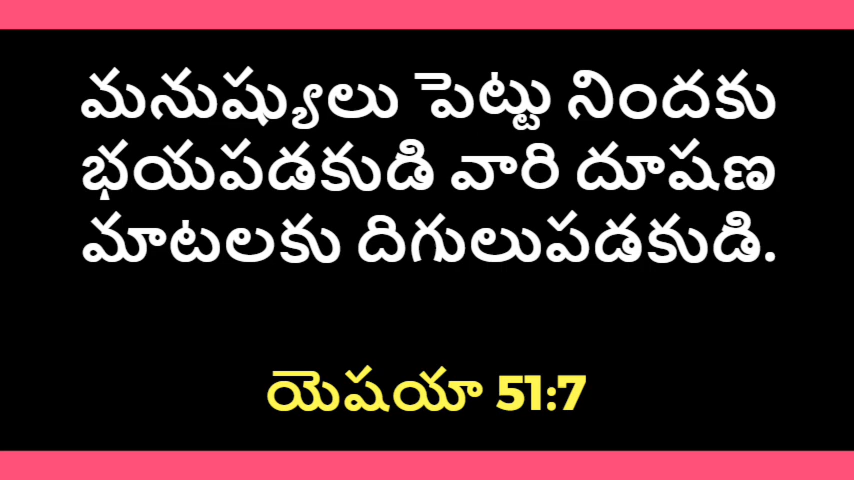 మనుష్యులు పెట్టు నిందకు
భయపడకుడి వారి దూషణ
మాటలకు దిగులుపడకుడి.
యెషయా 51:7